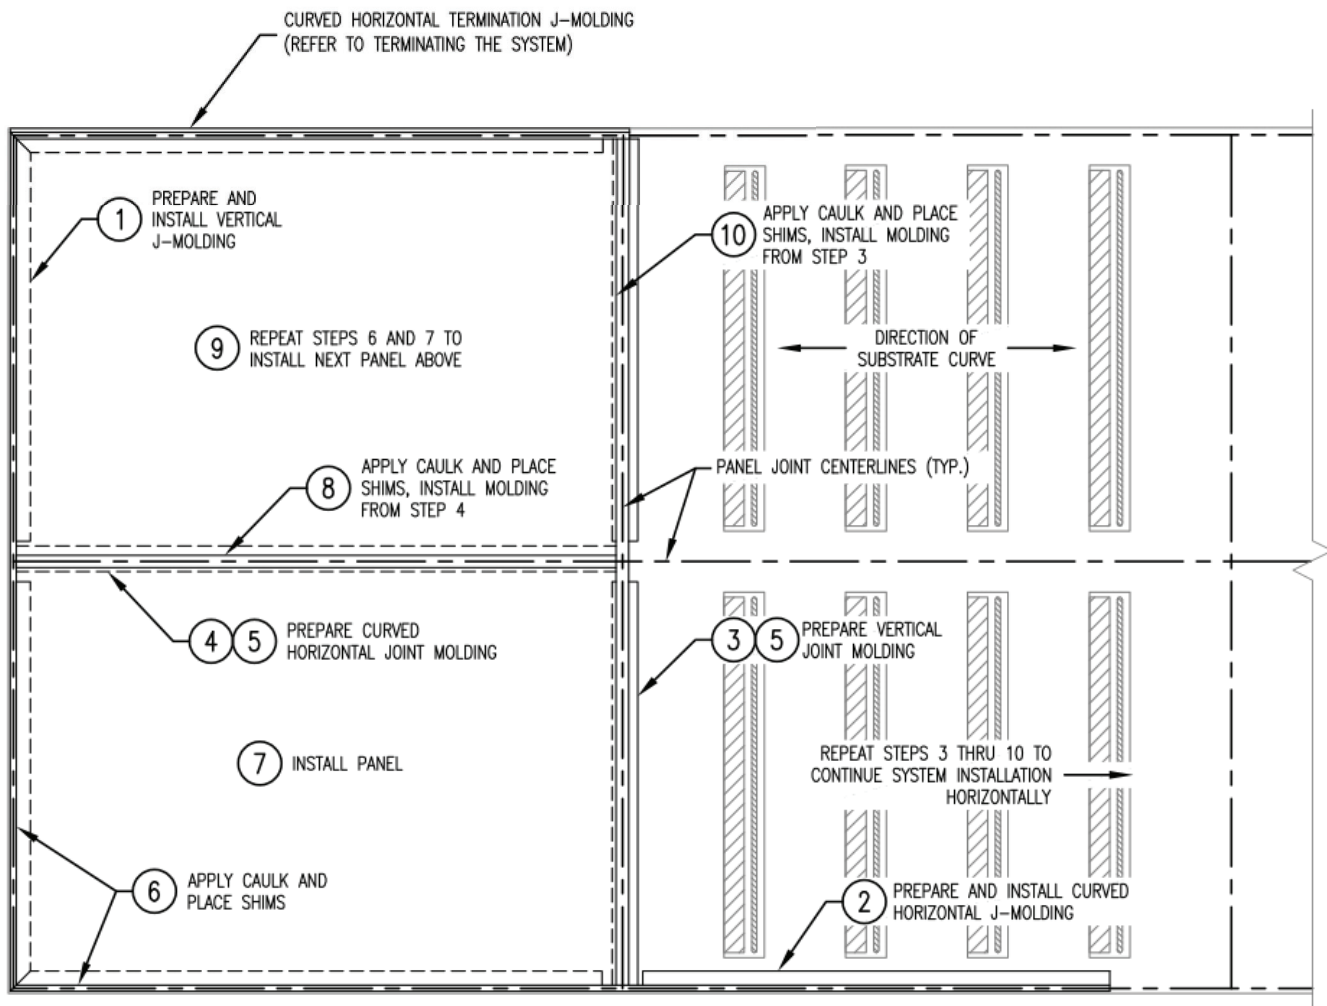 CURVED HORIZONTAL TERMINATION J-MOLDING
(REFER TO TERMINATING THE SYSTEM)
1
PREPARE AND
INSTALL VERTICAL
J-MOLDING
10
APPLY CAULK AND PLACE
SHIMS, INSTALL MOLDING
FROM STEP 3
9
REPEAT STEPS 6 AND 7 TO
INSTALL NEXT PANEL ABOVE
DIRECTION OF
SUBSTRATE CURVE
8
APPLY CAULK AND PLACE
SHIMS, INSTALL MOLDING
FROM STEP 4
PANEL JOINT CENTERLINES (TYP.)
4 5
PREPARE CURVED
HORIZONTAL JOINT MOLDING
3 5
PREPARE VERTICAL
JOINT MOLDING
7
INSTALL PANEL
REPEAT STEPS 3 THRU 10 TO
CONTINUE SYSTEM INSTALLATION
HORIZONTALLY
6
APPLY CAULK AND
PLACE SHIMS
2
PREPARE AND INSTALL CURVED
HORIZONTAL J-MOLDING